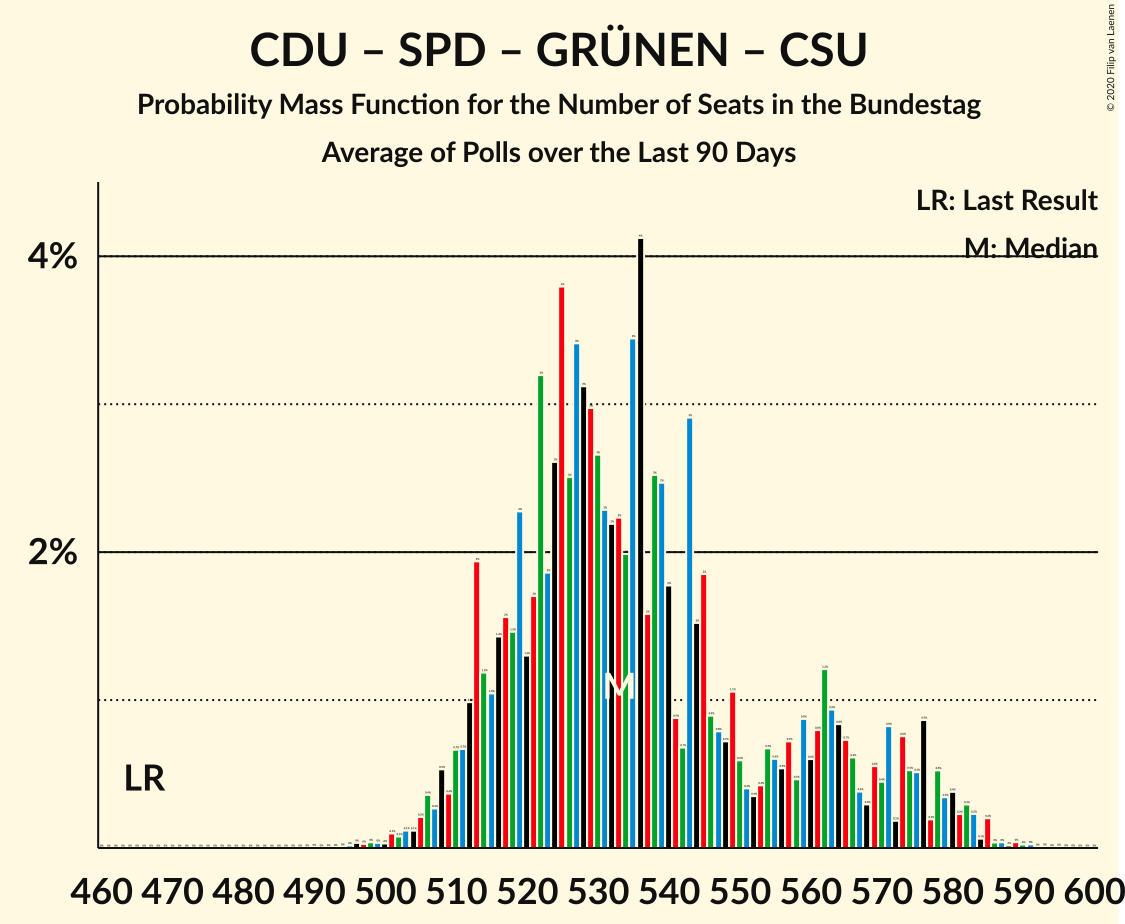 CDU – SPD – GRÜNEN – CSU
Probability Mass Function for the Number of Seats in the Bundestag
Average of Polls over the Last 90 Days
© 2020 Filip van Laenen
LR: Last Result
M: Median
4%
2%
M
LR
460 470 480 490 500 510 520 530 540 550 560 570 580 590 600